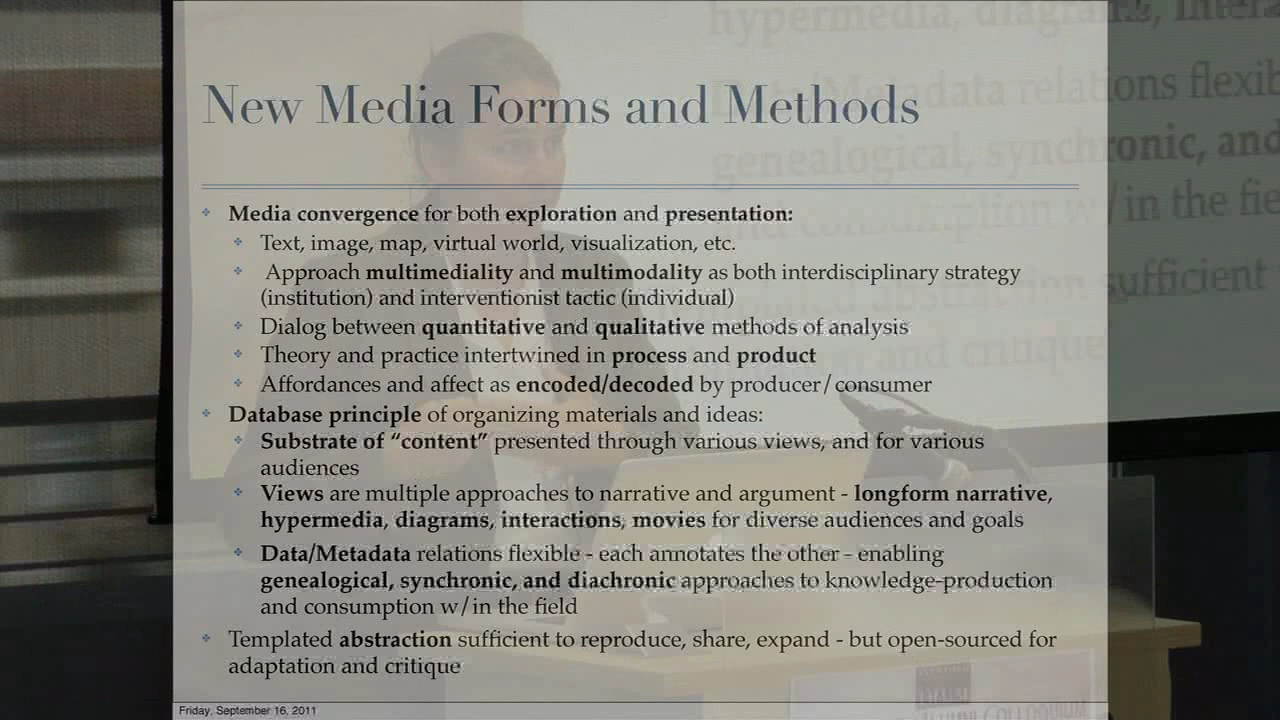 hypermedia, diagrams, intera
New Media Forms and Methods
Data/Metadata relations flexib
genealogical, synchronic, and
and consumption w/in the fie
abstraction sufficient
and critique
Media convergence for both exploration and presentation:
Text, image, map, virtual world, visualization, etc.
Approach multimediality and multimodality as both interdisciplinary strategy
(institution) and interventionist tactic (individual)
Dialog between quantitative and qualitative methods of analysis
Theory and practice intertwined in process and product
Affordances and affect as encoded/decoded by producer/consumer
Database principle of organizing materials and ideas:
Substrate of “content” presented through various views, and for various
audiences
Views are multiple approaches to narrative and argument - longform narrative,
hypermedia, diagrams, interactions, movies for diverse audiences and goals
Data/Metadata relations flexible - each annotates the other - enabling
genealogical, synchronic, and diachronic approaches to knowledge-production
and consumption w/in the field
Templated abstraction sufficient to reproduce, share, expand - but open-sourced for
adaptation and critique
Friday, September 16, 2011
COLLOQUIUM